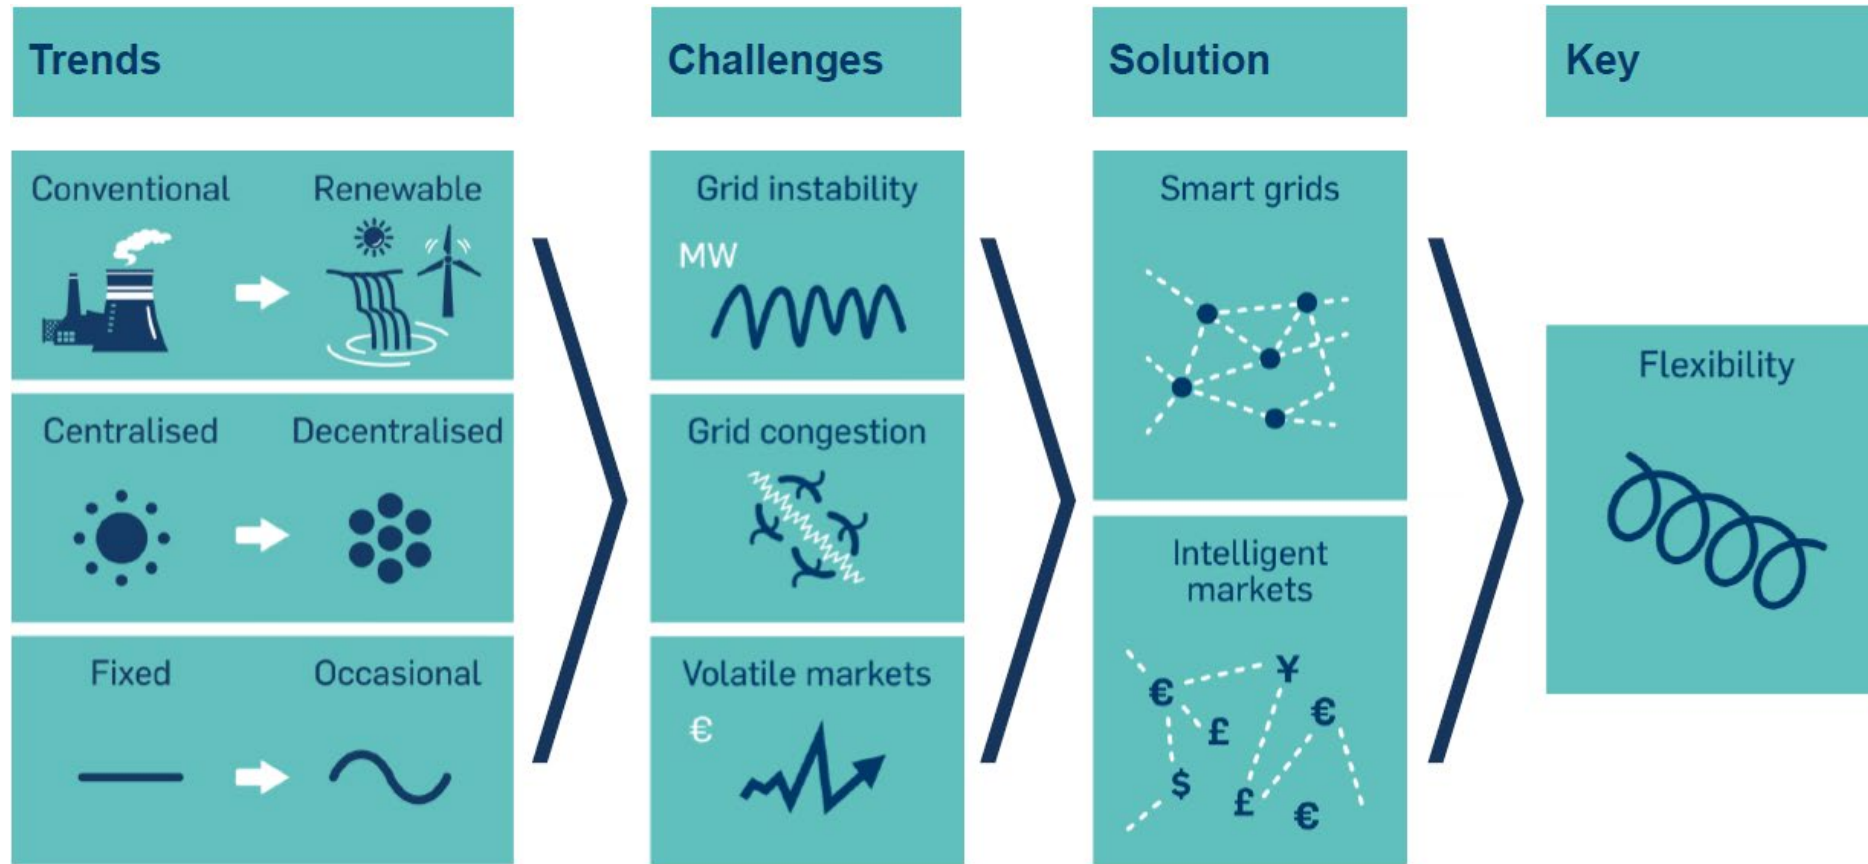 Trends
Challenges
Solution
Key
Conventional
Renewable
Centralised
Decentralised
Fixed
Occasional
Grid instability
MW
Grid congestion
Volatile markets
€
Smart grids
Intelligent
markets
€
¥
€
£
$
£
€
Flexibility